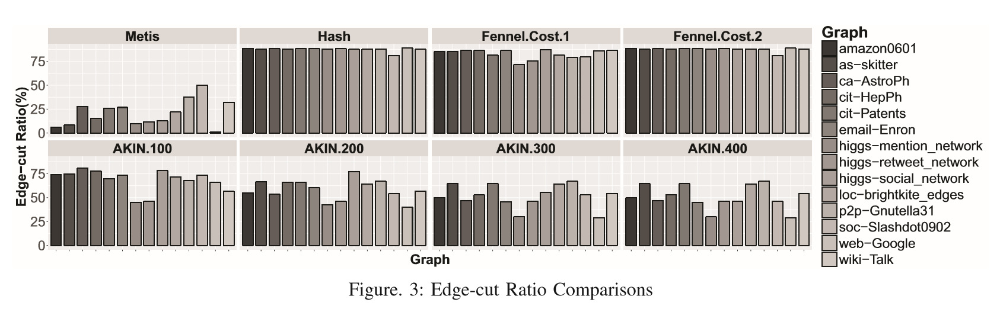 Metis Hash Fennel.Cost.1 Fennel.Cost.2
75
50
25
0
AKIN.100 AKIN.200 AKIN.300 AKIN.400
75
50
25
0
Edge−cut Ratio(%)
Graph
Graph
amazon0601
as−skitter
ca−AstroPh
cit−HepPh
cit−Patents
email−Enron
higgs−mention_network
higgs−retweet_network
higgs−social_network
loc−brightkite_edges
p2p−Gnutella31
soc−Slashdot0902
web−Google
wiki−Talk
Figure. 3: Edge-cut Ratio Comparisons